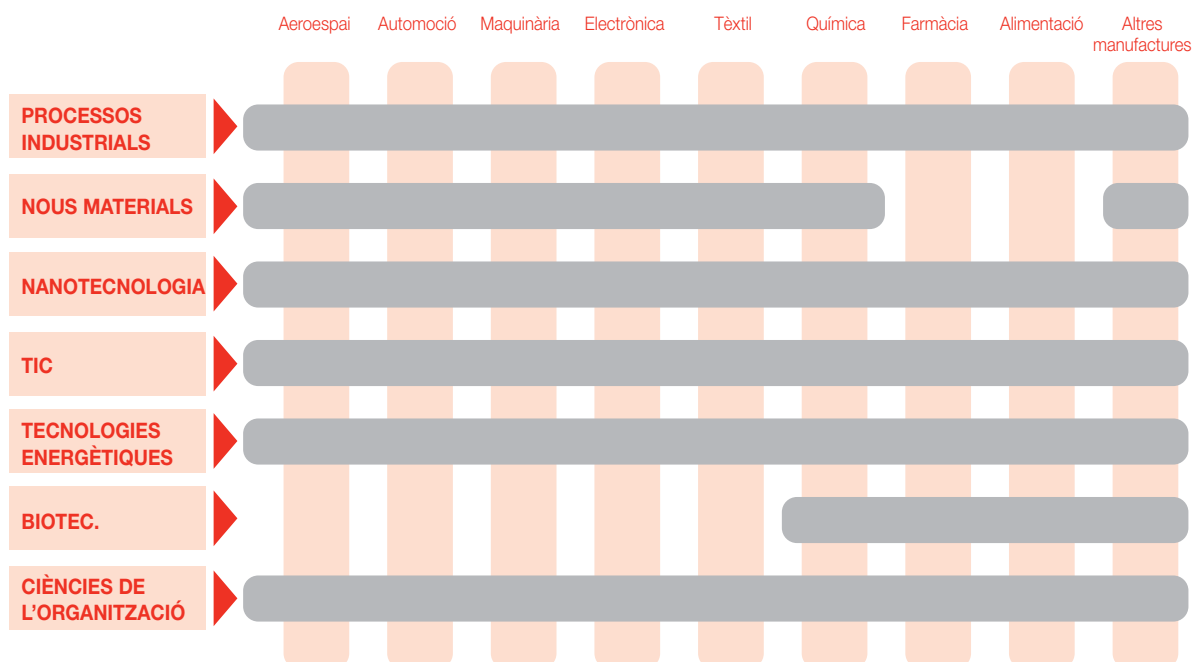 Aeroespai Automoció Maquinària Electrònica Tèxtil Química Farmàcia Alimentació Altres
manufactures
PROCESSOS
INDUSTRIALS
NOUS MATERIALS
NANOTECNOLOGIA
TIC
TECNOLOGIES
ENERGÈTIQUES
BIOTEC.
CIÈNCIES DE
L’ORGANITZACIÓ